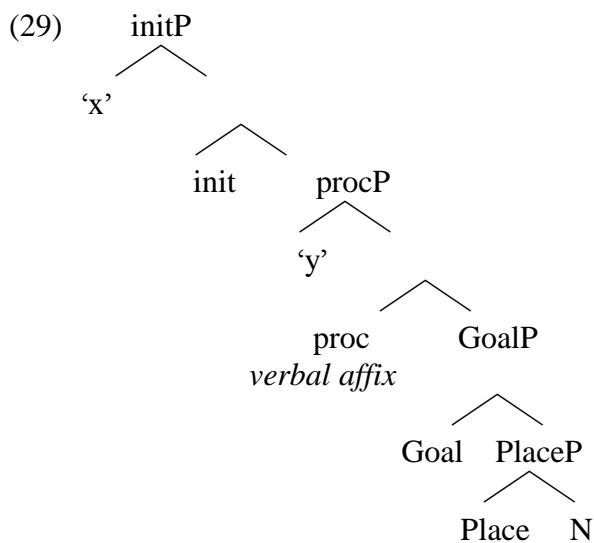 (29) initP
‘x’
init procP
‘y’
proc GoalP
verbal affix
Goal PlaceP
Place N